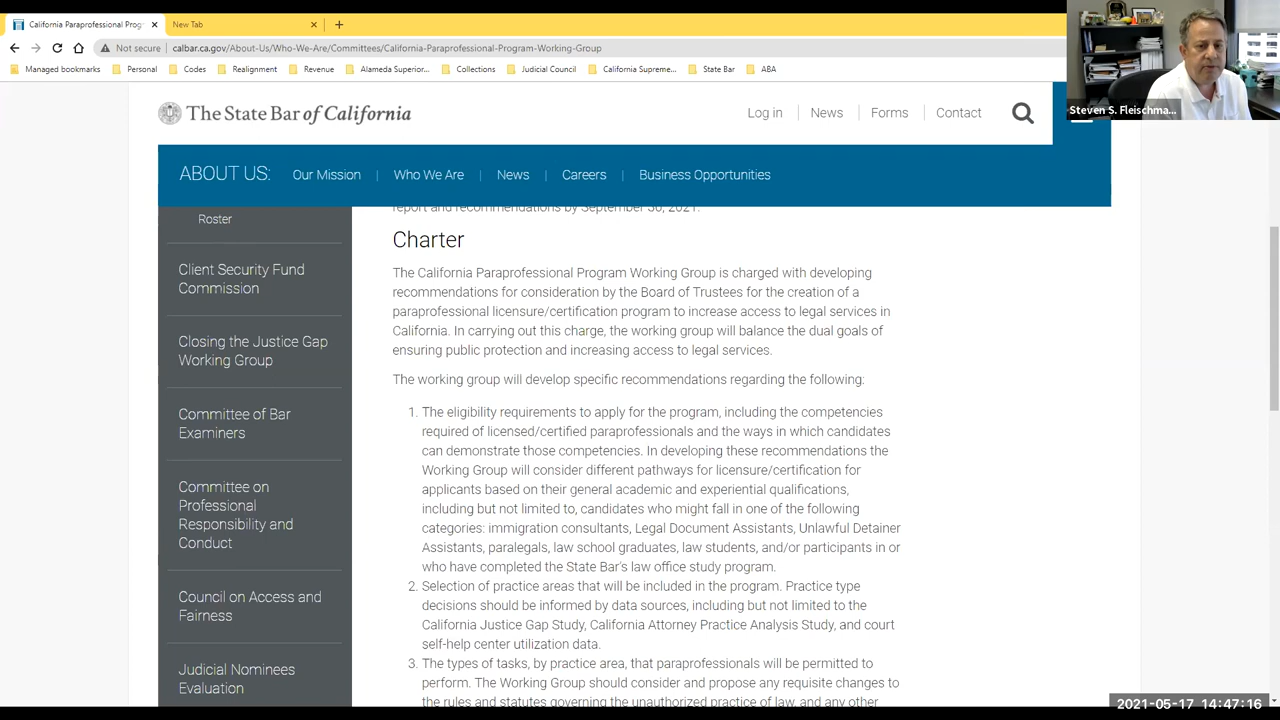 California Paraprofessional Prog
New Tab
Not secure
calbar.ca.gov/About-Us/Who-We-Are/Committees/California-Paraprofessional-Program-Working-Group
Managed bookmarks
Personal
Codes
Realignment
Revenue
Alameda Superior...
Collections
Judicial Council
California Supreme...
State Bar
ABA
Steven S. Fleischma...
The State Bar of California
Log in
News
Forms
Contact
ABOUT US:
Our Mission
Who We Are
News
Careers
Business Opportunities
Roster
Client Security Fund
Commission
Closing the Justice Gap
Working Group
Committee of Bar
Examiners
Committee on
Professional
Responsibility and
Conduct
Council on Access and
Fairness
Judicial Nominees
Evaluation
report and recommendations by September 30, 2021.
Charter
The California Paraprofessional Program Working Group is charged with developing
recommendations for consideration by the Board of Trustees for the creation of a
paraprofessional licensure/certification program to increase access to legal services in
California. In carrying out this charge, the working group will balance the dual goals of
ensuring public protection and increasing access to legal services.
The working group will develop specific recommendations regarding the following:
1. The eligibility requirements to apply for the program, including the competencies
required of licensed/certified paraprofessionals and the ways in which candidates
can demonstrate those competencies. In developing these recommendations the
Working Group will consider different pathways for licensure/certification for
applicants based on their general academic and experiential qualifications,
including but not limited to, candidates who might fall in one of the following
categories: immigration consultants, Legal Document Assistants, Unlawful Detainer
Assistants, paralegals, law school graduates, law students, and/or participants in or
who have completed the State Bar's law office study program.
2. Selection of practice areas that will be included in the program. Practice type
decisions should be informed by data sources, including but not limited to the
California Justice Gap Study, California Attorney Practice Analysis Study, and court
self-help center utilization data.
3. The types of tasks, by practice area, that paraprofessionals will be permitted to
perform. The Working Group should consider and propose any requisite changes to
the rules and statutes governing the unauthorized practice of law, and any other
2021-05-17 14:47:16